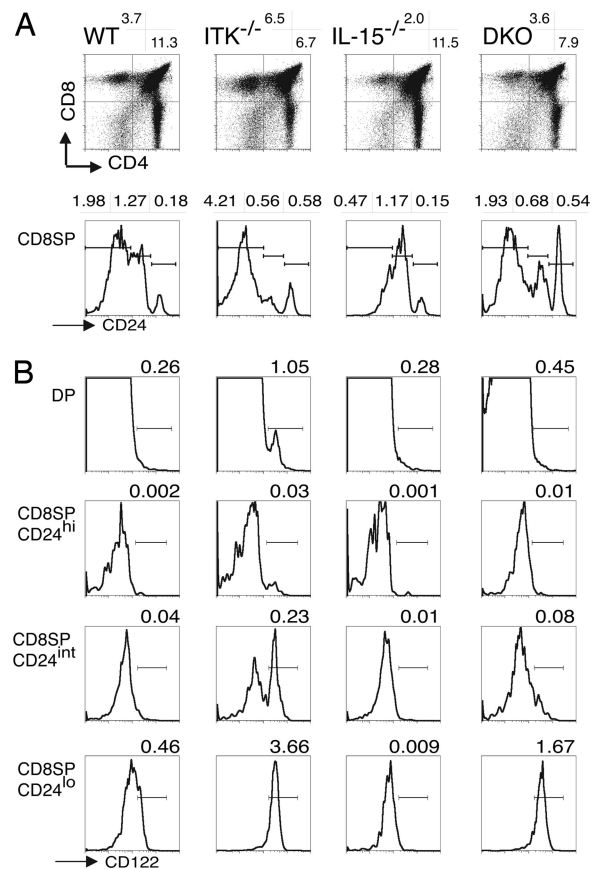 A
3.7 6.5 2.0 3.6
WT ITK-/- IL-15-/- DKO
11.3 6.7 11.5 7.9
CD8
CD4
1.98 1.27 0.18 4.21 0.56 0.58 0.47 1.17 0.15 1.93 0.68 0.54
CD8SP
CD24
B
0.26 1.05 0.28 0.45
DP
0.002 0.03 0.001 0.01
CD8SP
CD24hi
0.04 0.23 0.01 0.08
CD8SP
CD24int
0.46 3.66 0.009 1.67
CD8SP
CD24lo
CD122